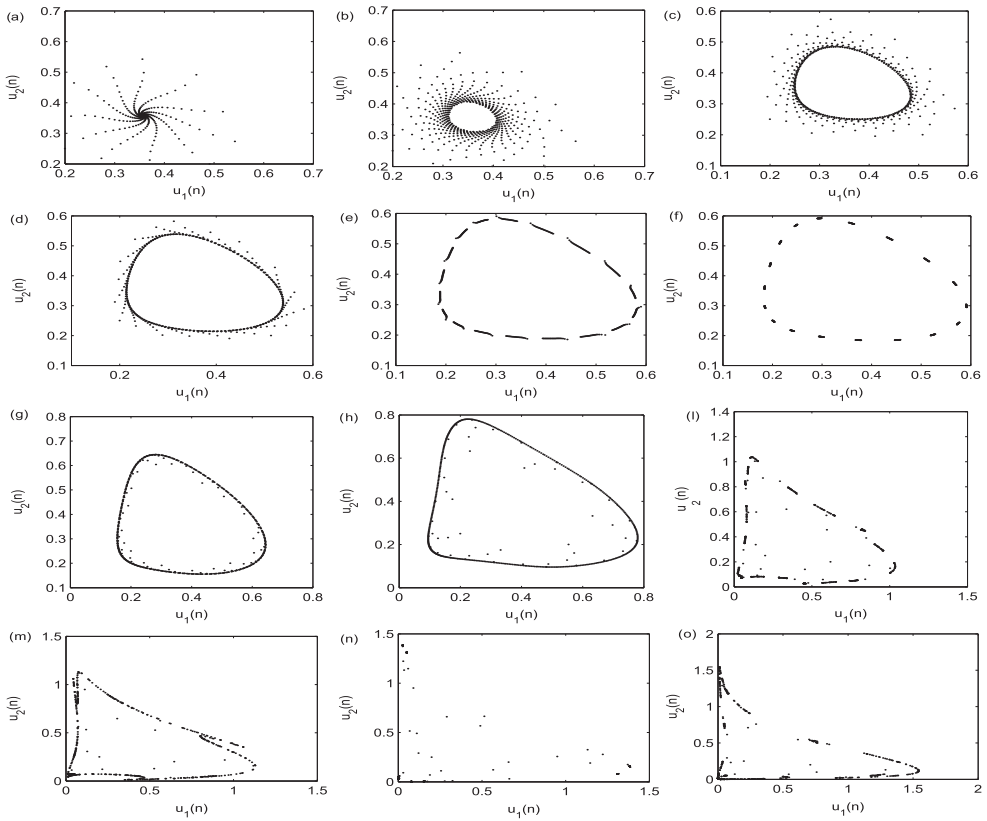 (a)
0.7
0.6
0.5
0.4
0.3
0.2
u₂(n)
0.2 0.3 0.4 0.5 0.6 0.7
u₁(n)
(b)
0.7
0.6
0.5
0.4
0.3
0.2
u₂(n)
0.2 0.3 0.4 0.5 0.6 0.7
u₁(n)
(c)
0.6
0.5
0.4
0.3
0.2
0.1
u₂(n)
0.2 0.3 0.4 0.5 0.6
u₁(n)
(d)
0.6
0.5
0.4
0.3
0.2
0.1
u₂(n)
0.2 0.4 0.6
u₁(n)
(e)
0.6
0.5
0.4
0.3
0.2
0.1
u₂(n)
0.1 0.2 0.3 0.4 0.5 0.6
u₁(n)
(f)
0.6
0.5
0.4
0.3
0.2
0.1
u₂(n)
0.1 0.2 0.3 0.4 0.5 0.6
u₁(n)
(g)
0.8
0.7
0.6
0.5
0.4
0.3
0.2
0.1
u₂(n)
0 0.2 0.4 0.6 0.8
u₁(n)
(h)
0.8
0.6
0.4
0.2
0
u₂(n)
0 0.2 0.4 0.6 0.8
u₁(n)
(l)
1.4
1.2
1
0.8
0.6
0.4
0.2
0
u₂(n)
0 0.5 1 1.5
u₁(n)
(m)
1.5
1
0.5
0
u₂(n)
0 0.5 1 1.5
u₁(n)
(n)
1.5
1
0.5
0
u₂(n)
0 0.5 1 1.5
u₁(n)
(o)
2
1.5
1
0.5
0
u₂(n)
0 0.5 1 1.5 2
u₁(n)